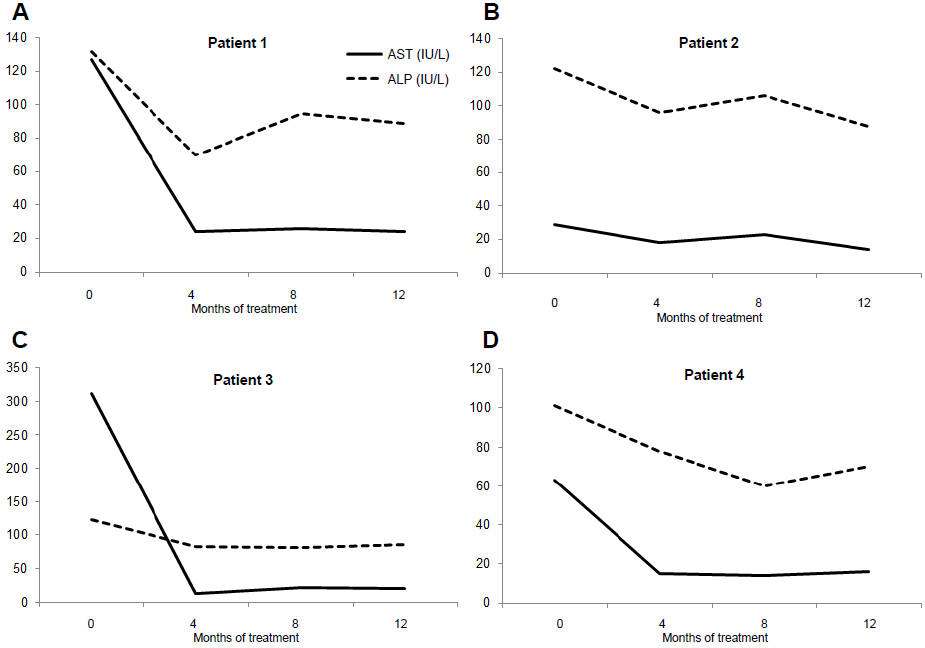 A
Patient 1
AST (IU/L)
ALP (IU/L)
140
120
100
80
60
40
20
0
0 4 8 12
Months of treatment
B
Patient 2
140
120
100
80
60
40
20
0
0 4 8 12
Months of treatment
C
Patient 3
350
300
250
200
150
100
50
0
0 4 8 12
Months of treatment
D
Patient 4
120
100
80
60
40
20
0
0 4 8 12
Months of treatment